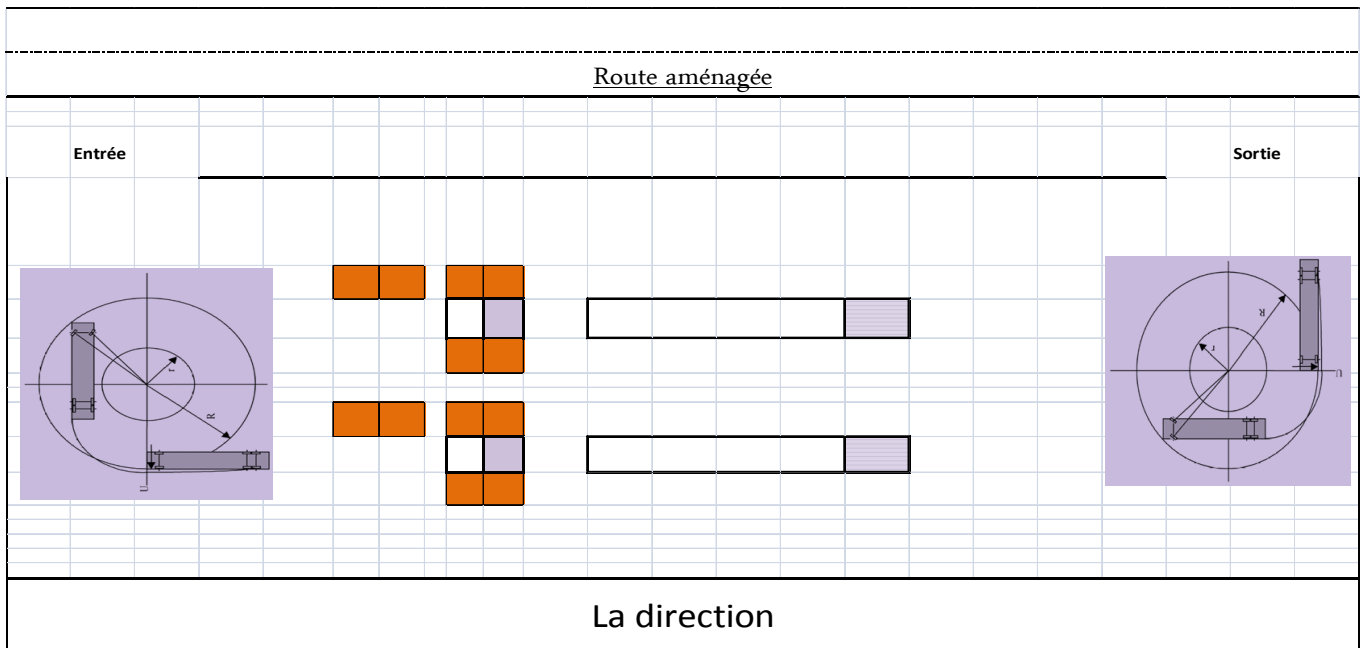 Route aménagée
Entrée
Sortie
r
R
U
R
r
U
La direction